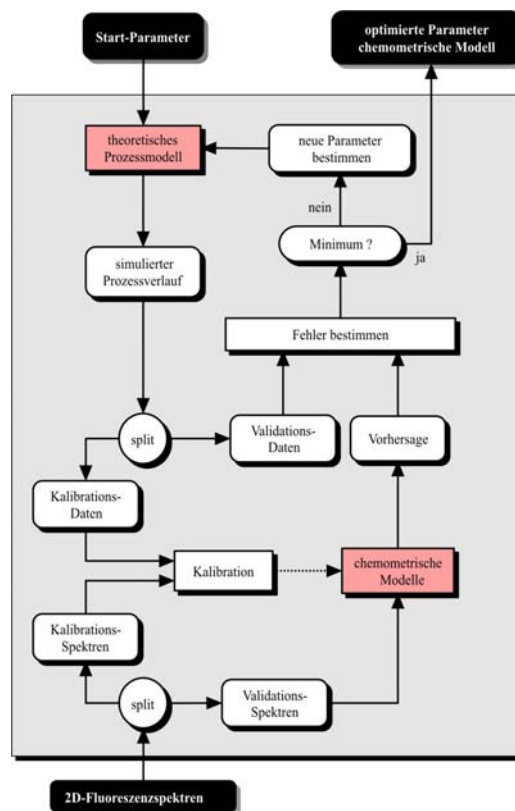 Start-Parameter
optimierte Parameter
chemometrische Modell
theoretisches
Prozessmodell
neue Parameter
bestimmen
nein
Minimum ?
ja
simulierter
Prozessverlauf
Fehler bestimmen
split
Validations-
Daten
Vorhersage
Kalibrations-
Daten
Kalibration
chemometrische
Modelle
Kalibrations-
Spektren
split
Validations-
Spektren
2D-Fluoreszenzspektren